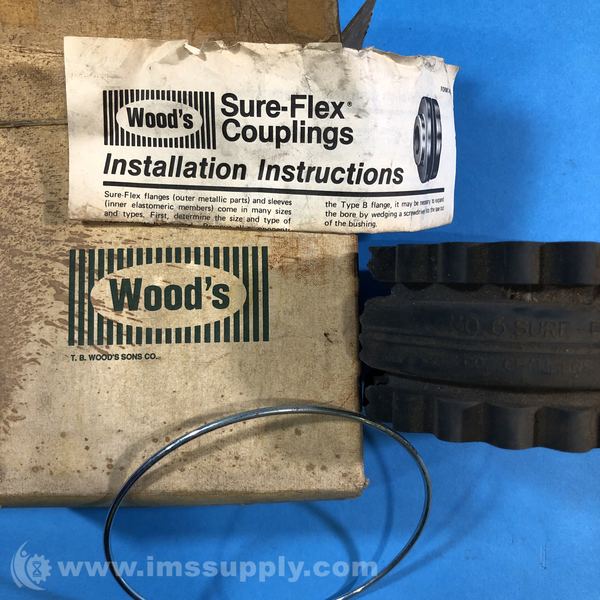 Wood's
Sure-Flex®
Couplings
Installation Instructions
Sure-Flex flanges (outer metallic parts) and sleeves
(inner elastomeric members) come in many sizes
and types. First, determine the size and type of
the Type B flange, it may be necessary to expand
the bore by wedging a screwdriver into the saw cut
of the bushing.
Wood's
T. B. WOOD'S SONS CO.
NO. 6 SURE - F
www.imssupply.com